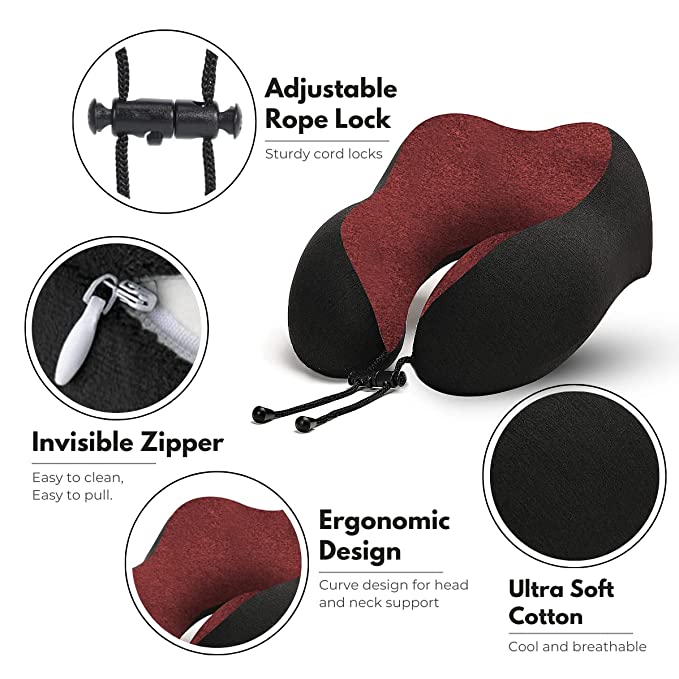 Adjustable
Rope Lock
Sturdy cord locks
Invisible Zipper
Easy to clean,
Easy to pull.
Ergonomic
Design
Curve design for head
and neck support
Ultra Soft
Cotton
Cool and breathable